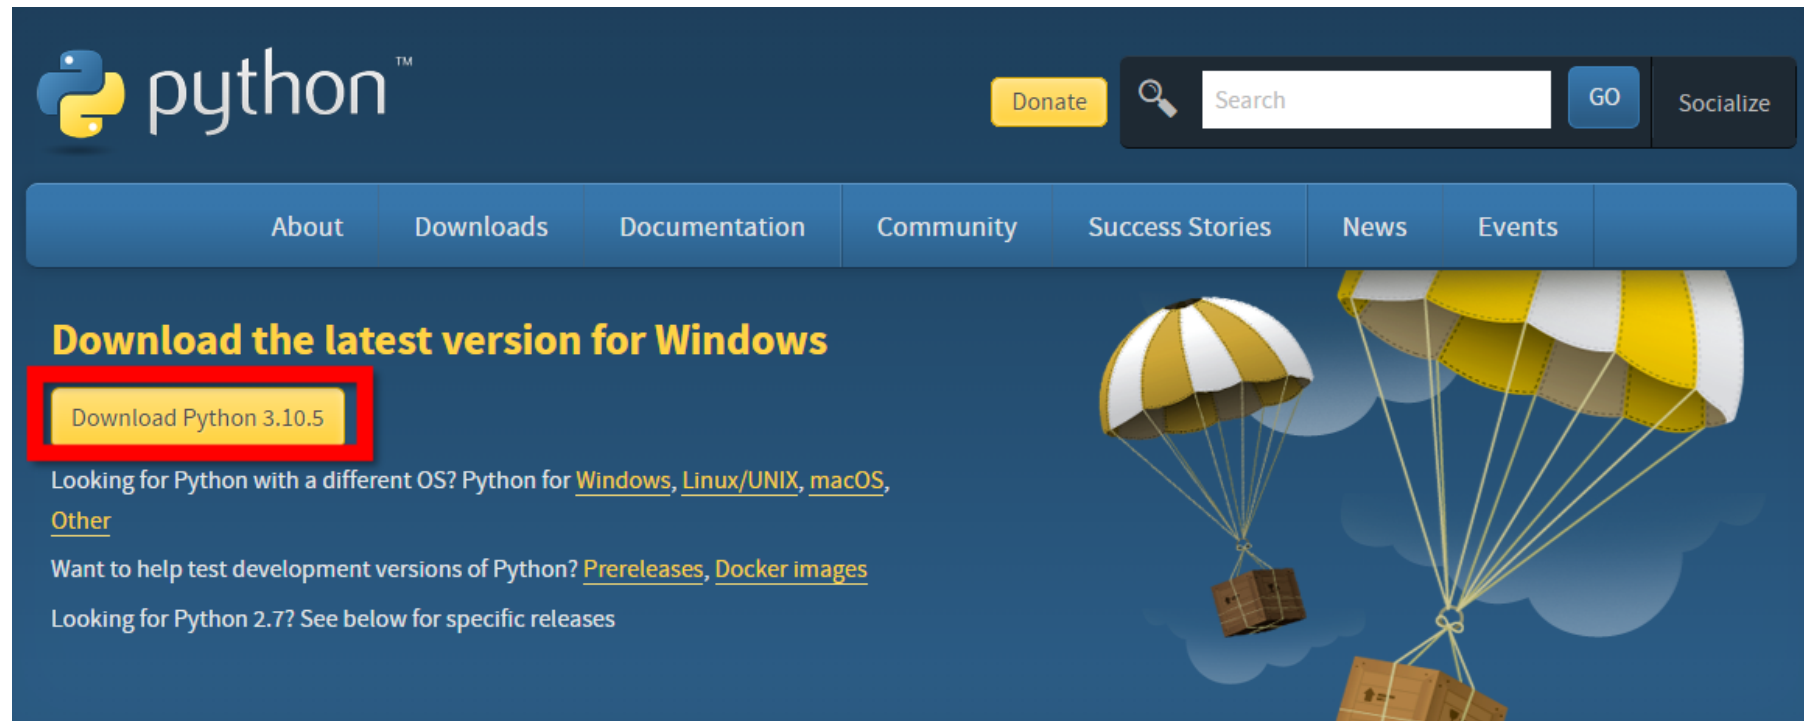 python™
Donate
Search
GO
Socialize
About Downloads Documentation Community Success Stories News Events
Download the latest version for Windows
Download Python 3.10.5
Looking for Python with a different OS? Python for Windows, Linux/UNIX, macOS,
Other
Want to help test development versions of Python? Prereleases, Docker images
Looking for Python 2.7? See below for specific releases